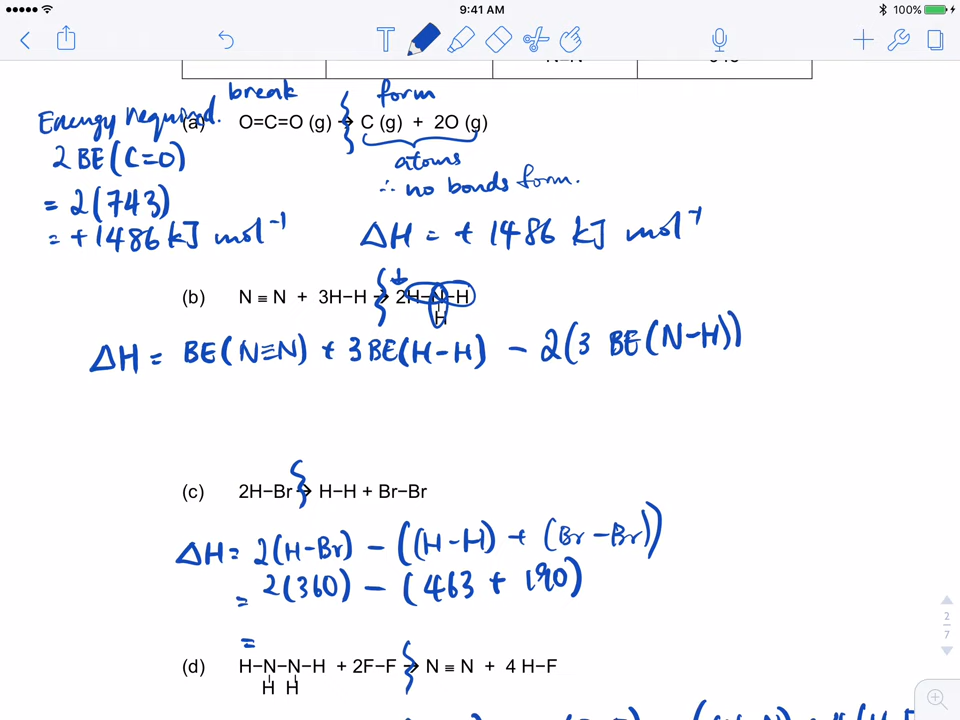 9:41 AM
100%
T
break form
Energy required.
(a) O=C=O (g) → C (g) + 2O (g)
2 BE(C=O)
atoms
∴ no bonds form.
= 2(743)
= +1486 kJ mol⁻¹
ΔH = + 1486 kJ mol⁻¹
(b) N ≡ N + 3H−H → 2H−N−H
H
ΔH = BE(N≡N) + 3 BE(H−H) − 2(3 BE(N−H))
(c) 2H−Br → H−H + Br−Br
ΔH = 2(H−Br) − ((H−H) + (Br−Br))
= 2(360) − (463 + 190)
=
2
7
(d) H−N−N−H + 2F−F → N ≡ N + 4 H−F
H H